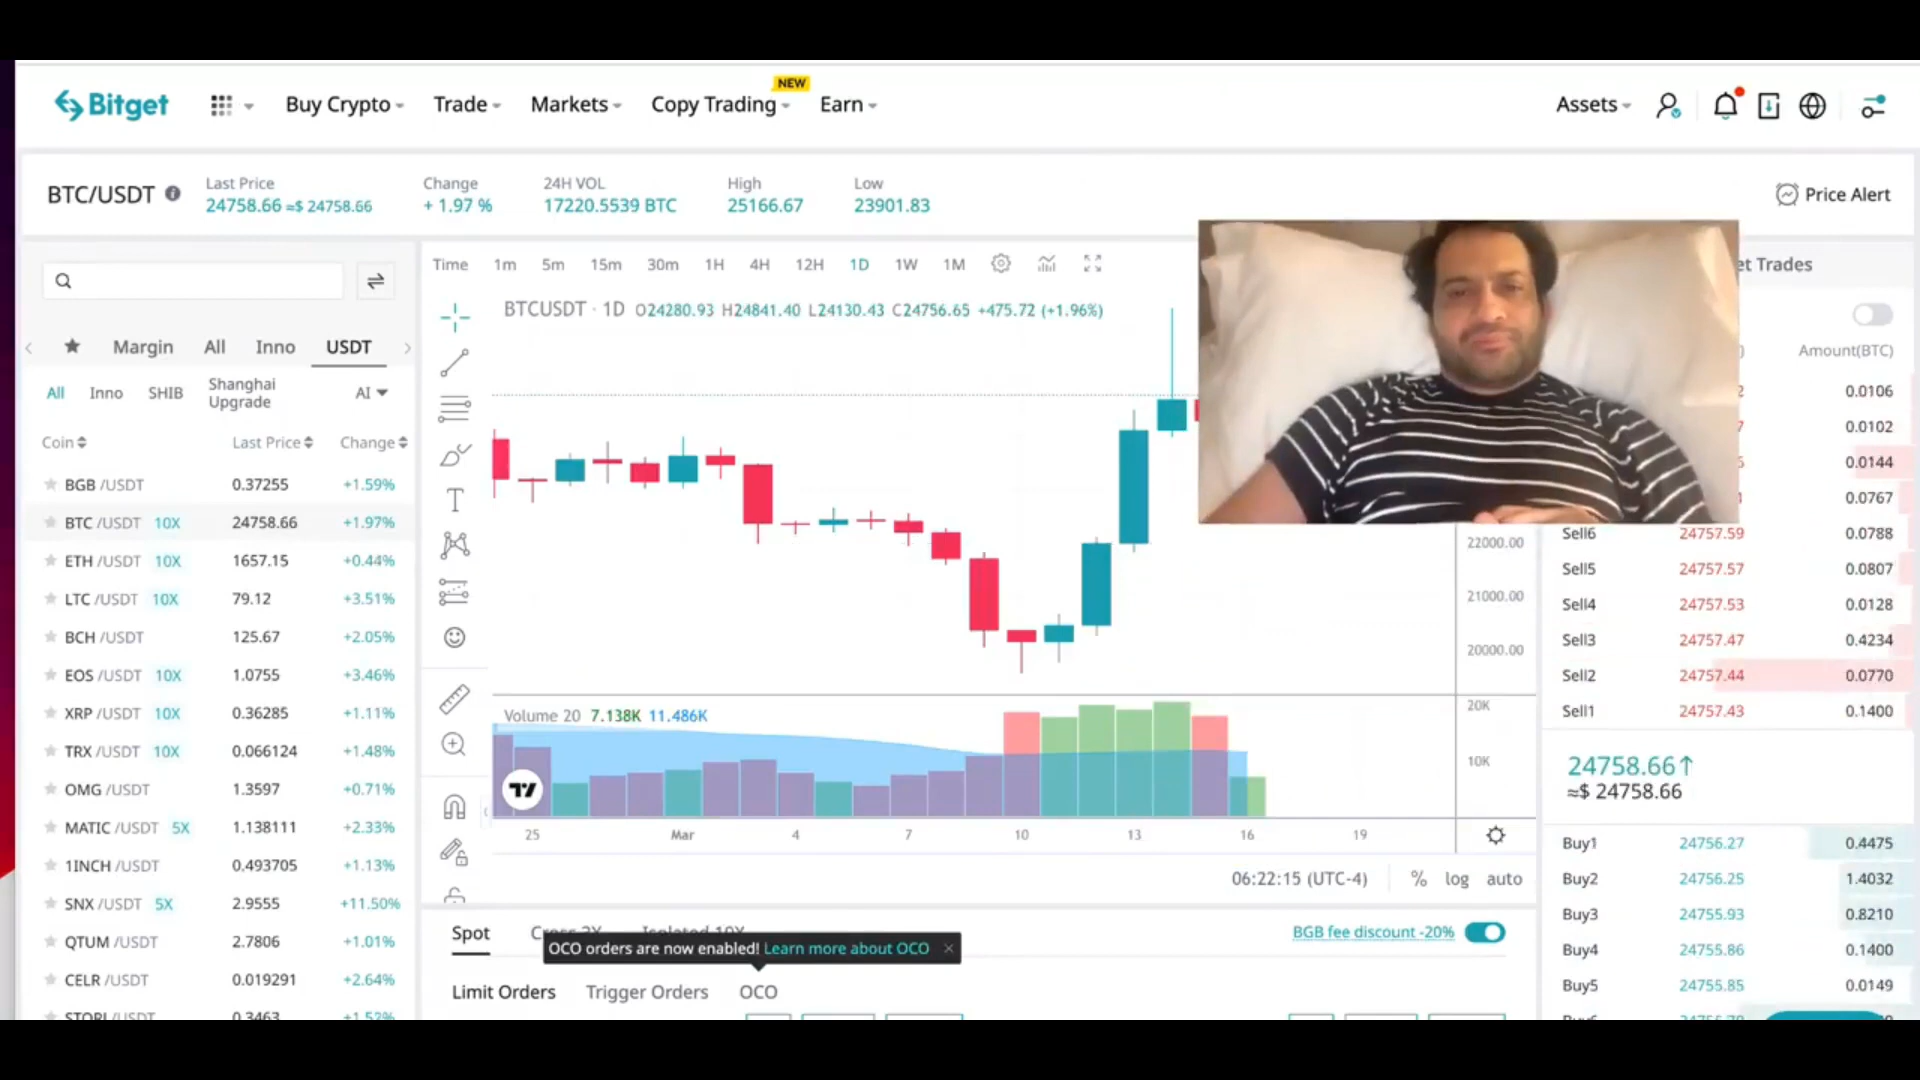 NEW
Bitget
Buy Crypto
Trade
Markets
Copy Trading
Earn
Assets
BTC/USDT
Last Price
24758.66 ≈$ 24758.66
Change
+ 1.97 %
24H VOL
17220.5539 BTC
High
25166.67
Low
23901.83
Price Alert
Margin All Inno USDT
All Inno SHIB Shanghai Upgrade AI
Coin Last Price Change
BGB /USDT 0.37255 +1.59%
BTC /USDT 10X 24758.66 +1.97%
ETH /USDT 10X 1657.15 +0.44%
LTC /USDT 10X 79.12 +3.51%
BCH /USDT 125.67 +2.05%
EOS /USDT 10X 1.0755 +3.46%
XRP /USDT 10X 0.36285 +1.11%
TRX /USDT 10X 0.066124 +1.48%
OMG /USDT 1.3597 +0.71%
MATIC /USDT 5X 1.138111 +2.33%
1INCH /USDT 0.493705 +1.13%
SNX /USDT 5X 2.9555 +11.50%
QTUM /USDT 2.7806 +1.01%
CELR /USDT 0.019291 +2.64%
STORJ /USDT 0.3463 +1.52%
Time 1m 5m 15m 30m 1H 4H 12H 1D 1W 1M
BTCUSDT · 1D O24280.93 H24841.40 L24130.43 C24756.65 +475.72 (+1.96%)
22000.00
21000.00
20000.00
Volume 20 7.138K 11.486K
20K
10K
25 Mar 4 7 10 13 16 19
06:22:15 (UTC-4) % log auto
Spot
BGB fee discount -20%
OCO orders are now enabled! Learn more about OCO
Limit Orders Trigger Orders OCO
et Trades
Amount(BTC)
0.0106
0.0102
0.0144
0.0767
Sell6 24757.59 0.0788
Sell5 24757.57 0.0807
Sell4 24757.53 0.0128
Sell3 24757.47 0.4234
Sell2 24757.44 0.0770
Sell1 24757.43 0.1400
24758.66↑
≈$ 24758.66
Buy1 24756.27 0.4475
Buy2 24756.25 1.4032
Buy3 24755.93 0.8210
Buy4 24755.86 0.1400
Buy5 24755.85 0.0149